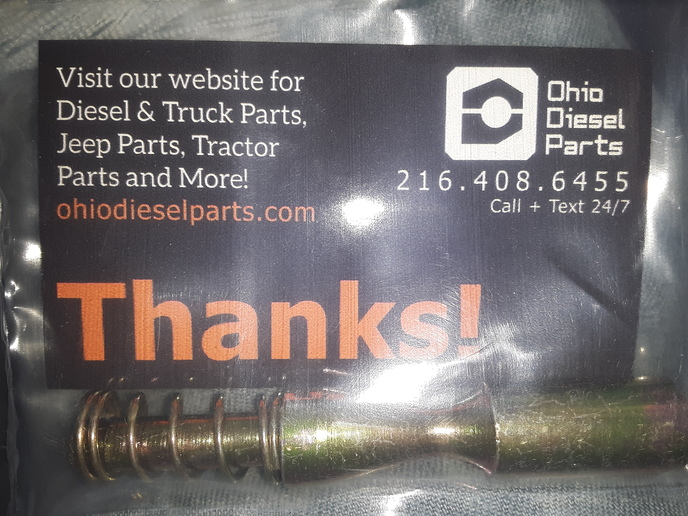 Visit our website for
Diesel & Truck Parts,
Jeep Parts, Tractor
Parts and More!
ohiodieselparts.com
Ohio
Diesel
Parts
216.408.6455
Call + Text 24/7
Thanks!